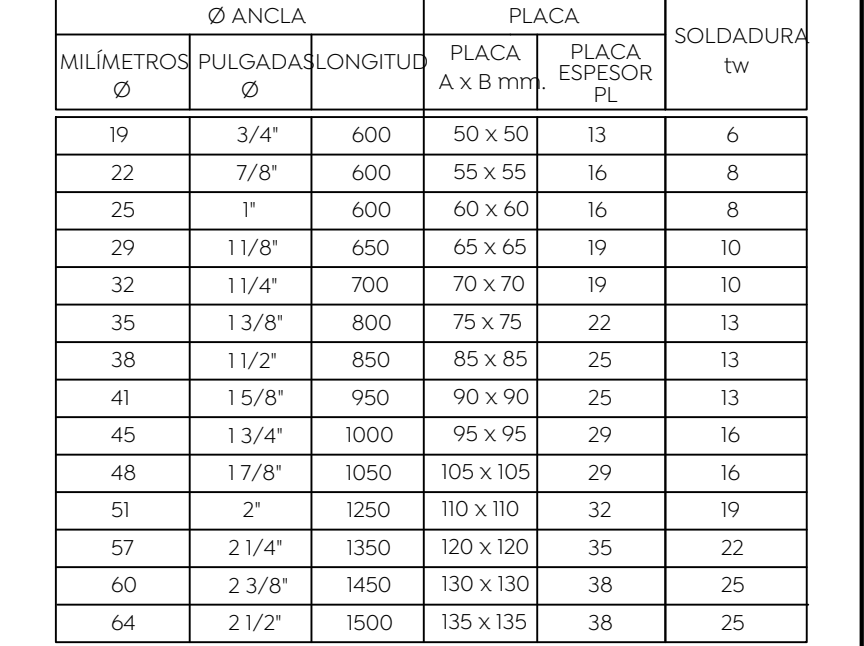 Ø ANCLA PLACA SOLDADURA tw
MILÍMETROS Ø PULGADAS Ø LONGITUD PLACA A x B mm. PLACA ESPESOR PL
19 3/4" 600 50 x 50 13 6
22 7/8" 600 55 x 55 16 8
25 1" 600 60 x 60 16 8
29 1 1/8" 650 65 x 65 19 10
32 1 1/4" 700 70 x 70 19 10
35 1 3/8" 800 75 x 75 22 13
38 1 1/2" 850 85 x 85 25 13
41 1 5/8" 950 90 x 90 25 13
45 1 3/4" 1000 95 x 95 29 16
48 1 7/8" 1050 105 x 105 29 16
51 2" 1250 110 x 110 32 19
57 2 1/4" 1350 120 x 120 35 22
60 2 3/8" 1450 130 x 130 38 25
64 2 1/2" 1500 135 x 135 38 25